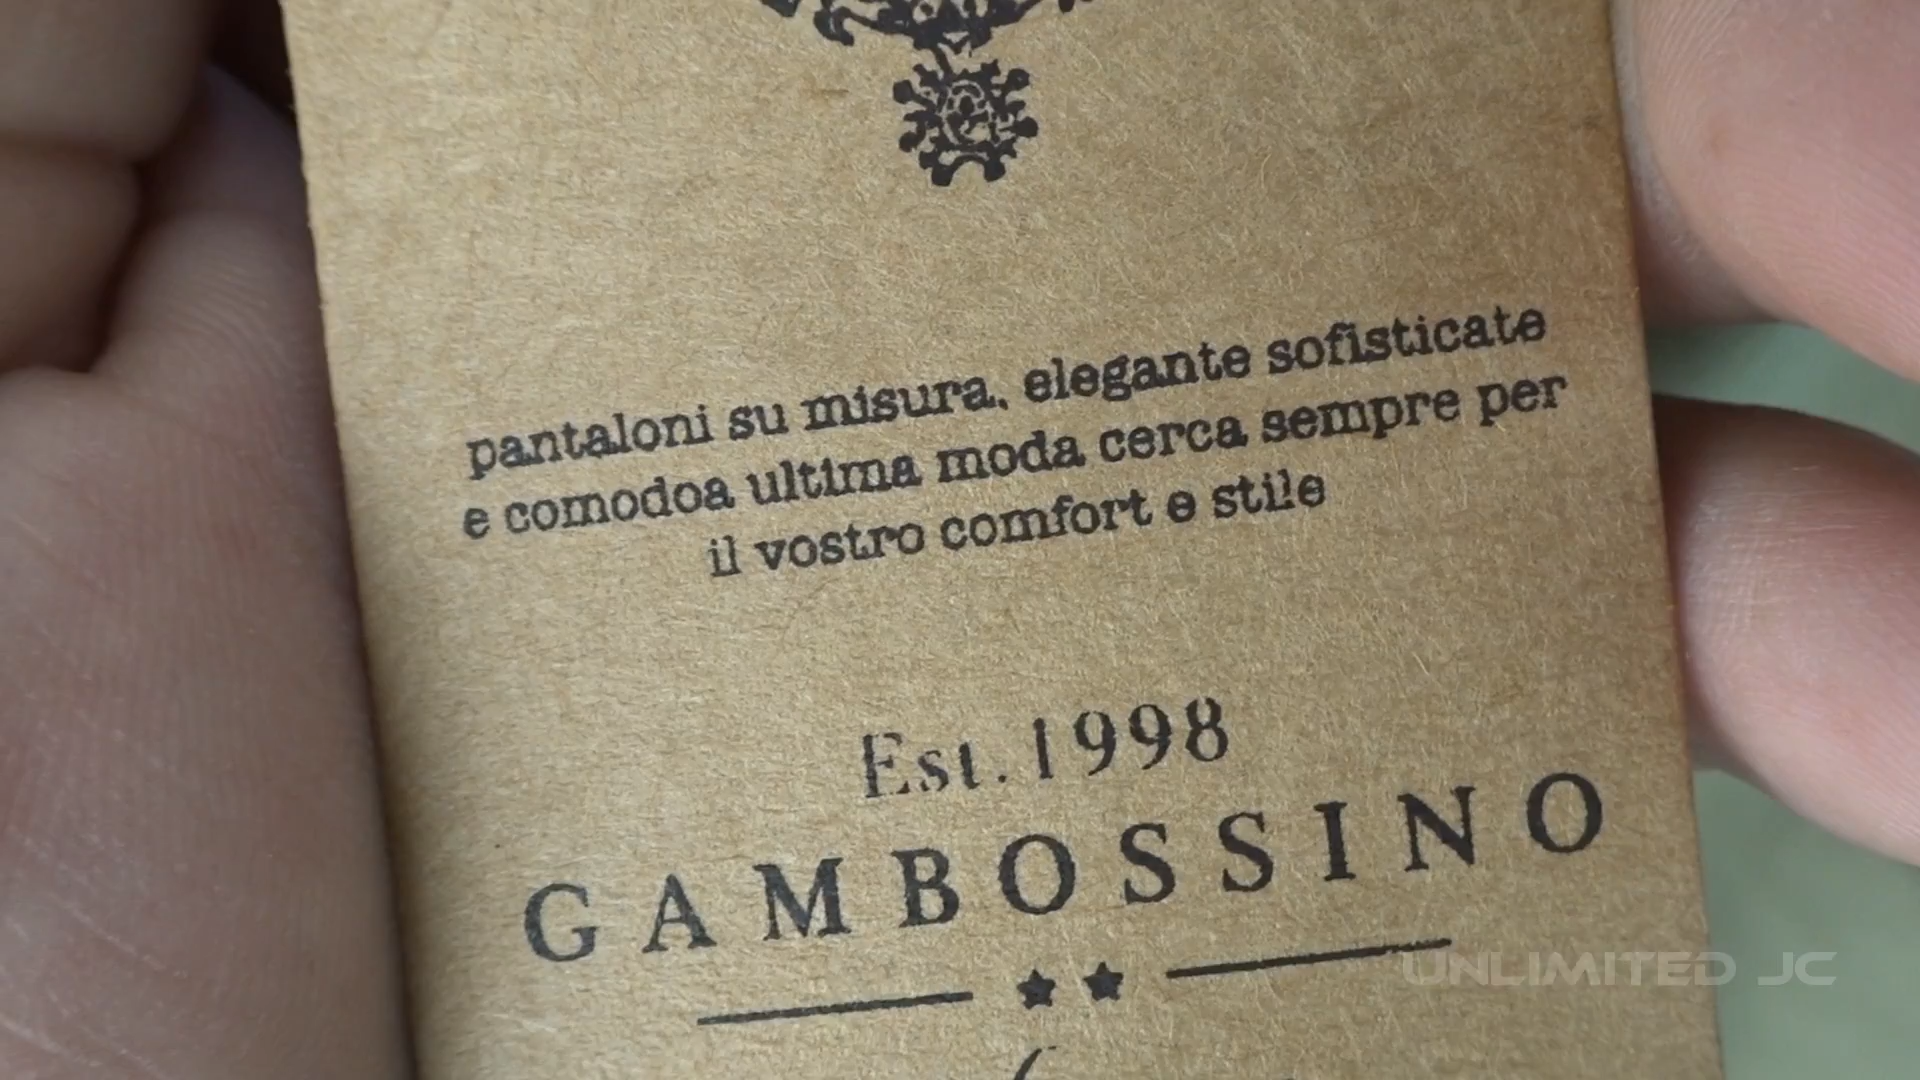 pantaloni su misura, elegante sofisticate
e comodoa ultima moda cerca sempre per
il vostro comfort e stile
Est. 1998
GAMBOSSINO
UNLIMITED JC